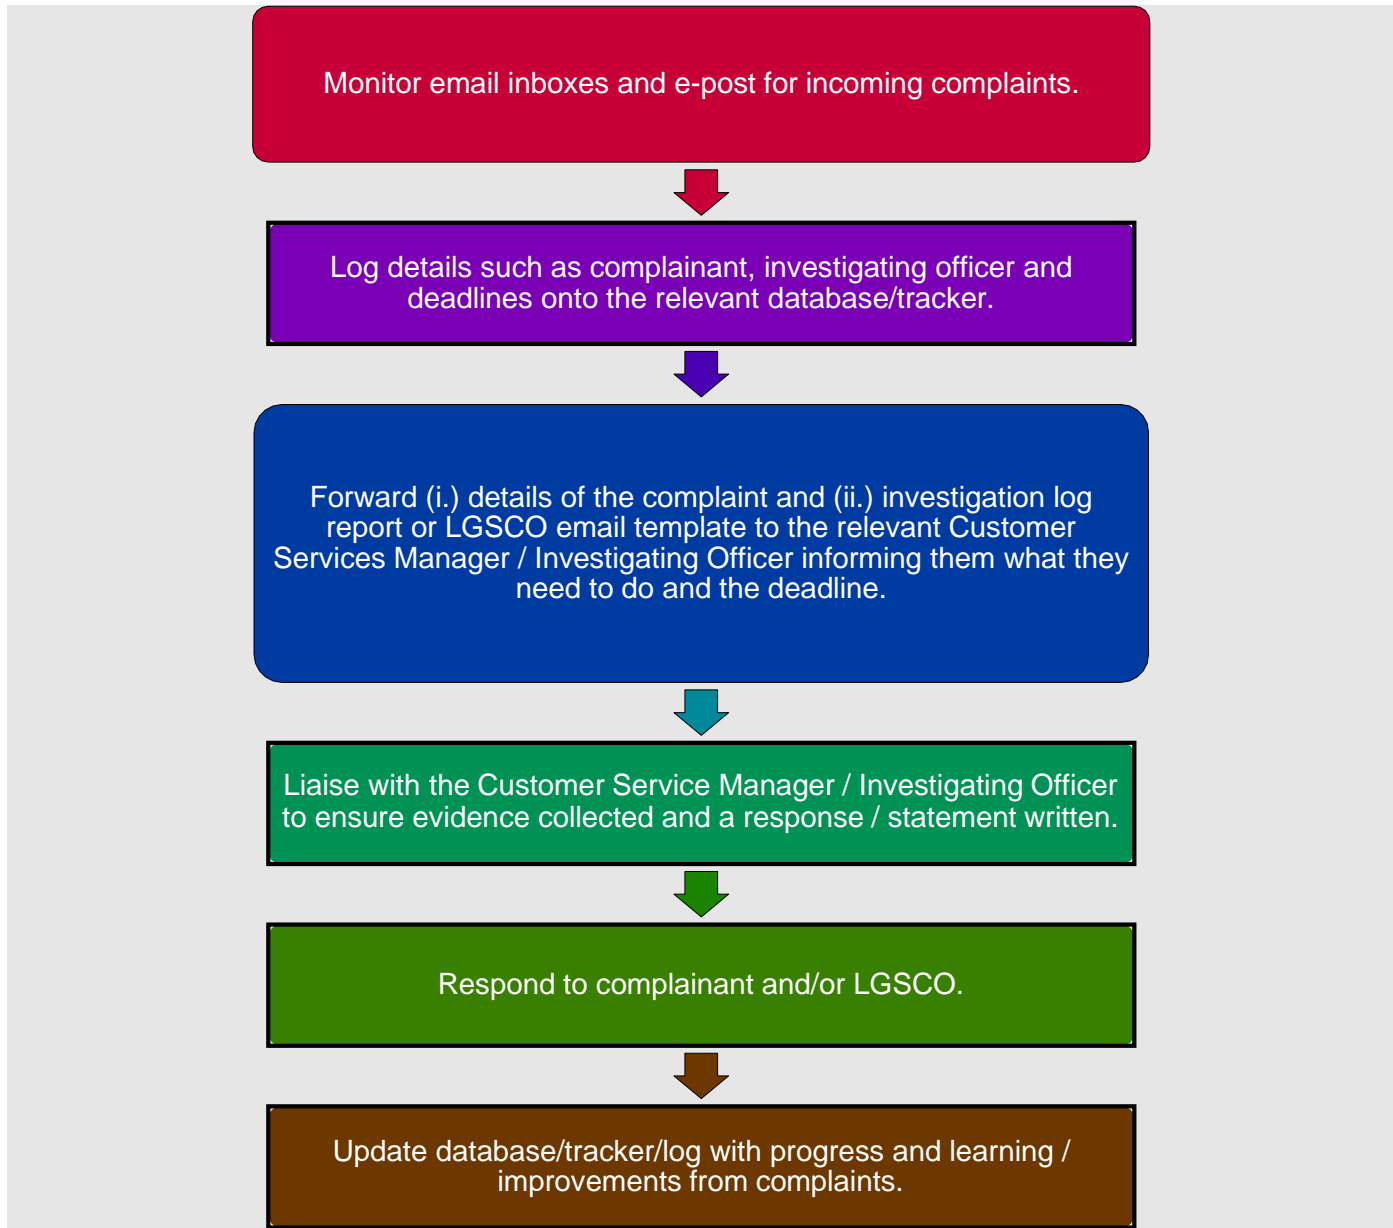 Monitor email inboxes and e-post for incoming complaints.
Log details such as complainant, investigating officer and
deadlines onto the relevant database/tracker.
Forward (i.) details of the complaint and (ii.) investigation log
report or LGSCO email template to the relevant Customer
Services Manager / Investigating Officer informing them what they
need to do and the deadline.
Liaise with the Customer Service Manager / Investigating Officer
to ensure evidence collected and a response / statement written.
Respond to complainant and/or LGSCO.
Update database/tracker/log with progress and learning /
improvements from complaints.